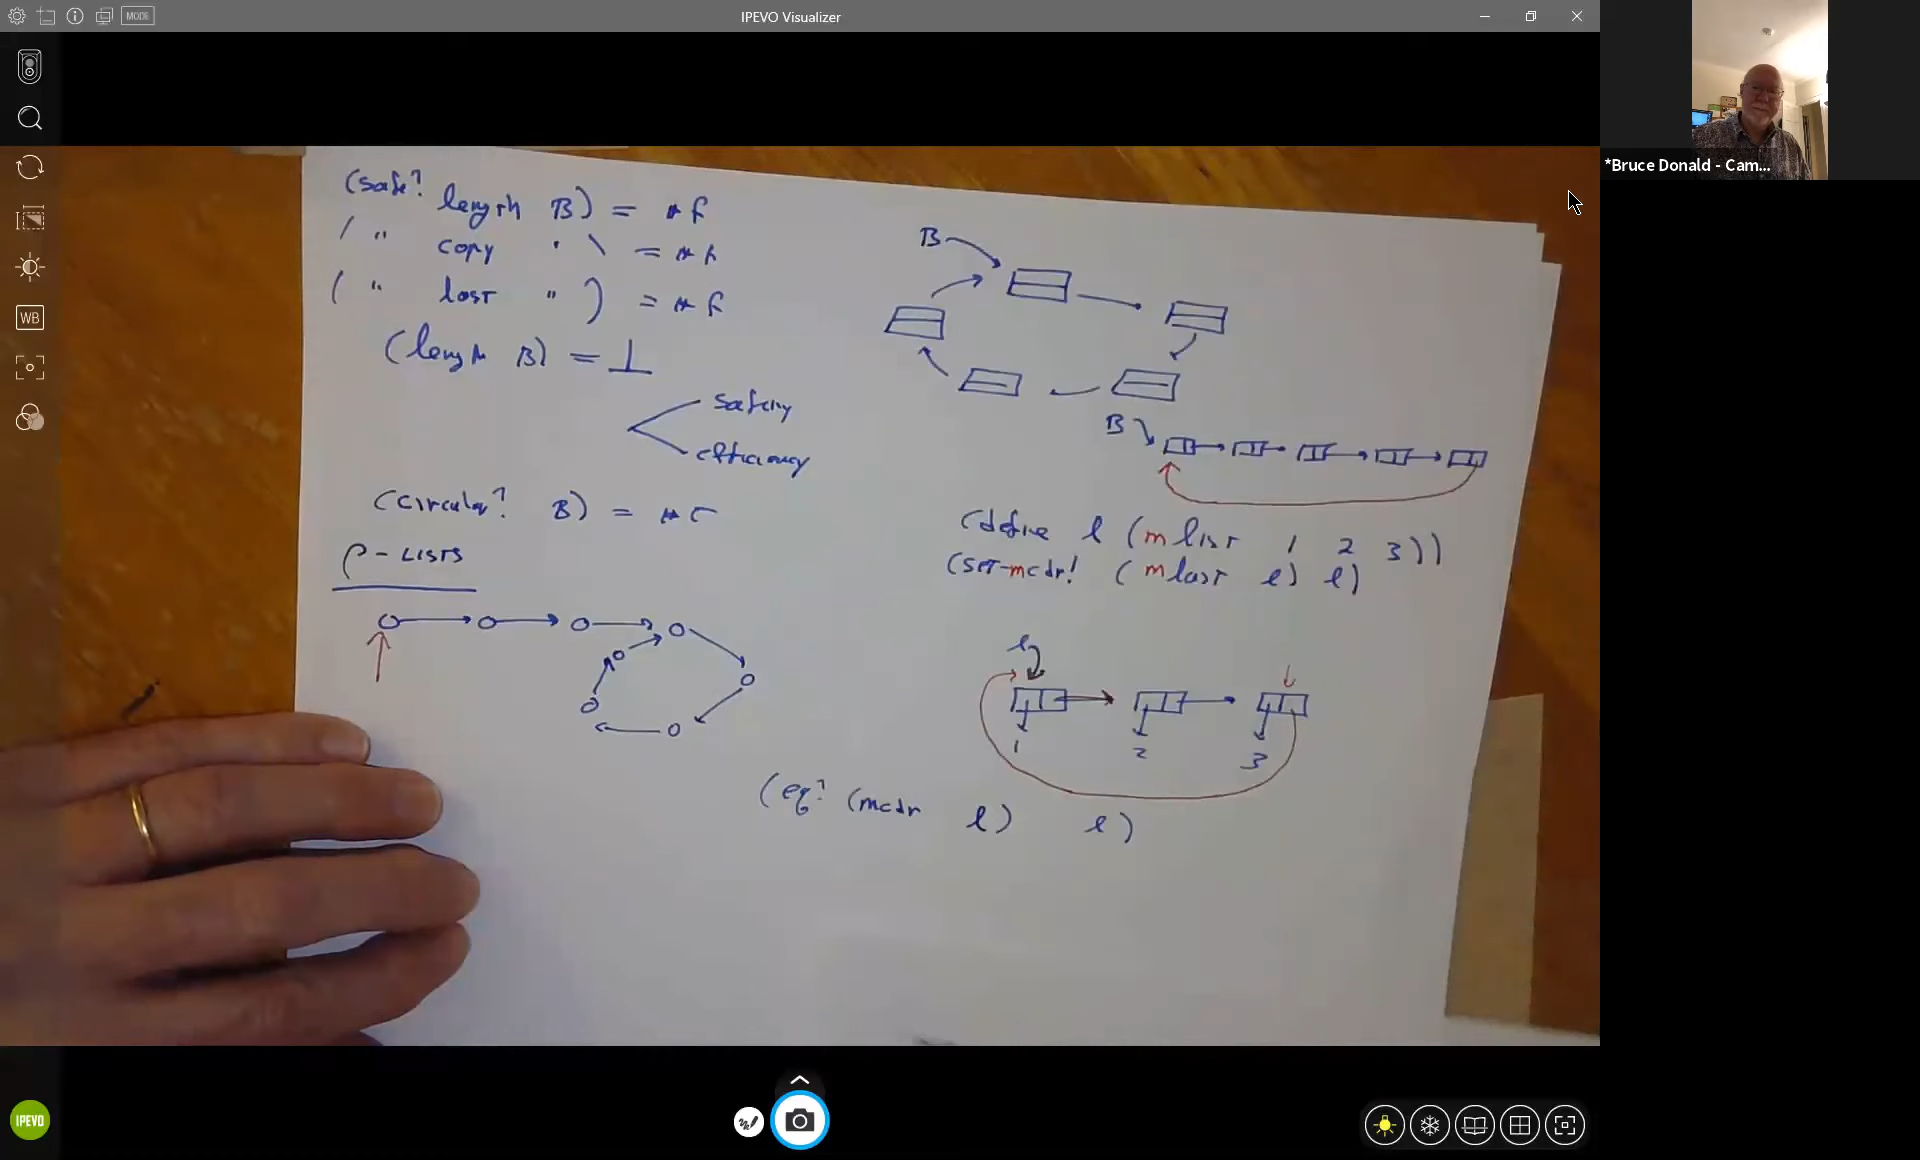 MODE
IPEVO Visualizer
*Bruce Donald - Cam...
WB
(safe? length B) = #f
( " copy " ) = #f
( " last " ) = #f
(length B) = ⊥
safety
efficiency
(circular? B) = #t
ρ-LISTS
B
B
(define l (mlist 1 2 3))
(set-mcdr! (mlast l) l)
l
1 2 3
(eq? (mcdr l) l)
IPEVO